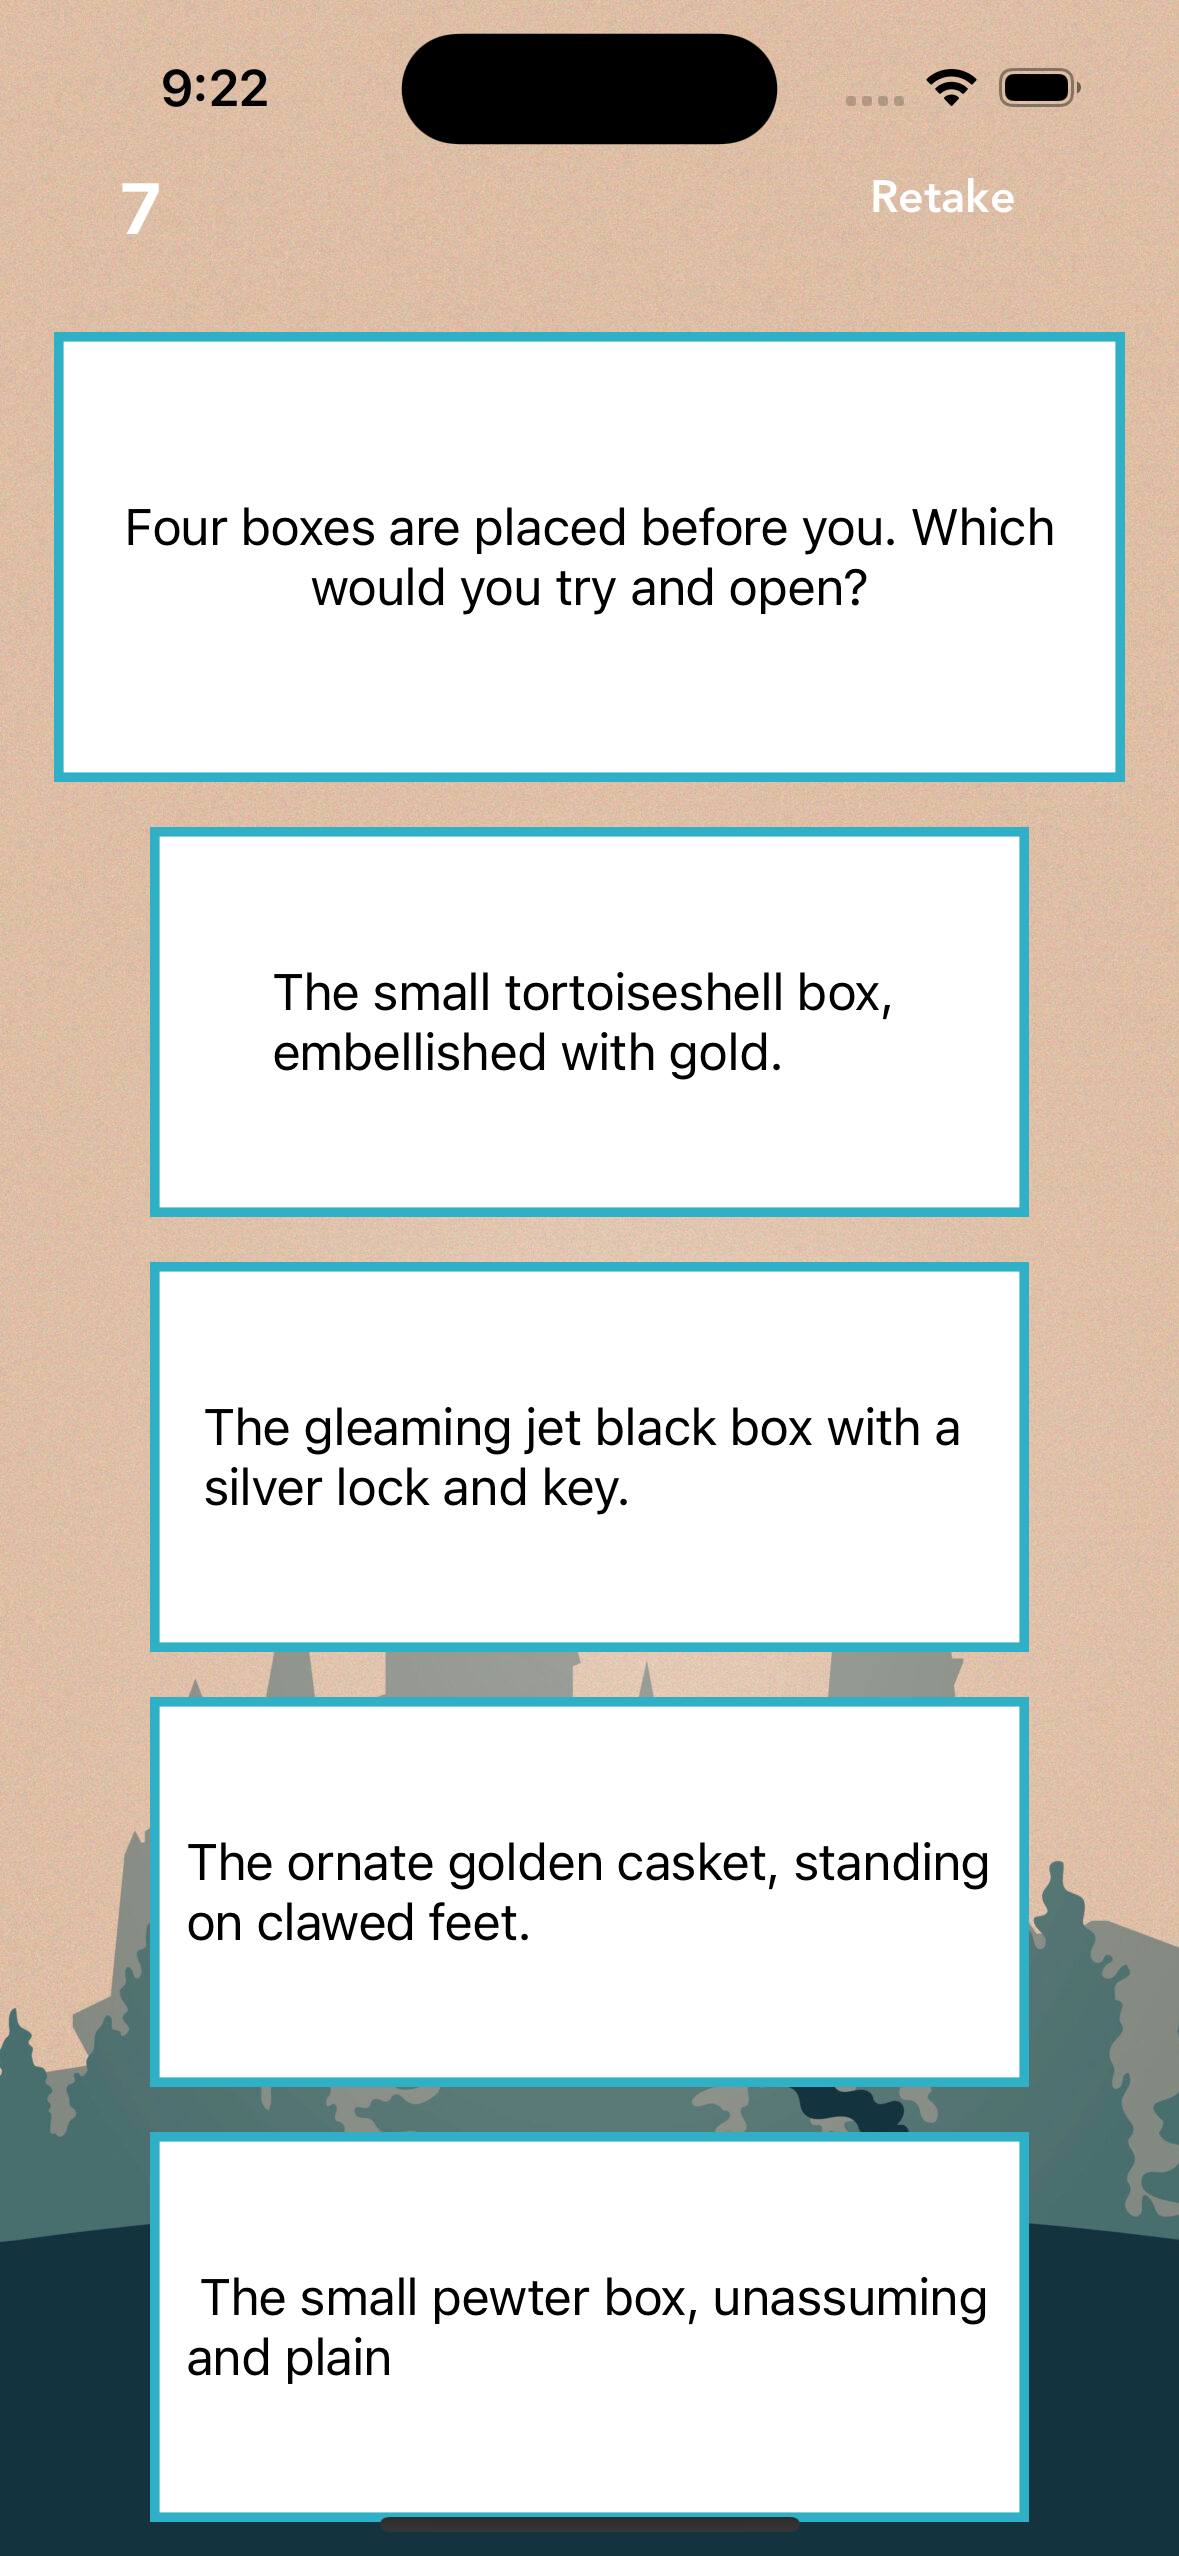 9:22
7
Retake
Four boxes are placed before you. Which
would you try and open?
The small tortoiseshell box,
embellished with gold.
The gleaming jet black box with a
silver lock and key.
The ornate golden casket, standing
on clawed feet.
The small pewter box, unassuming
and plain